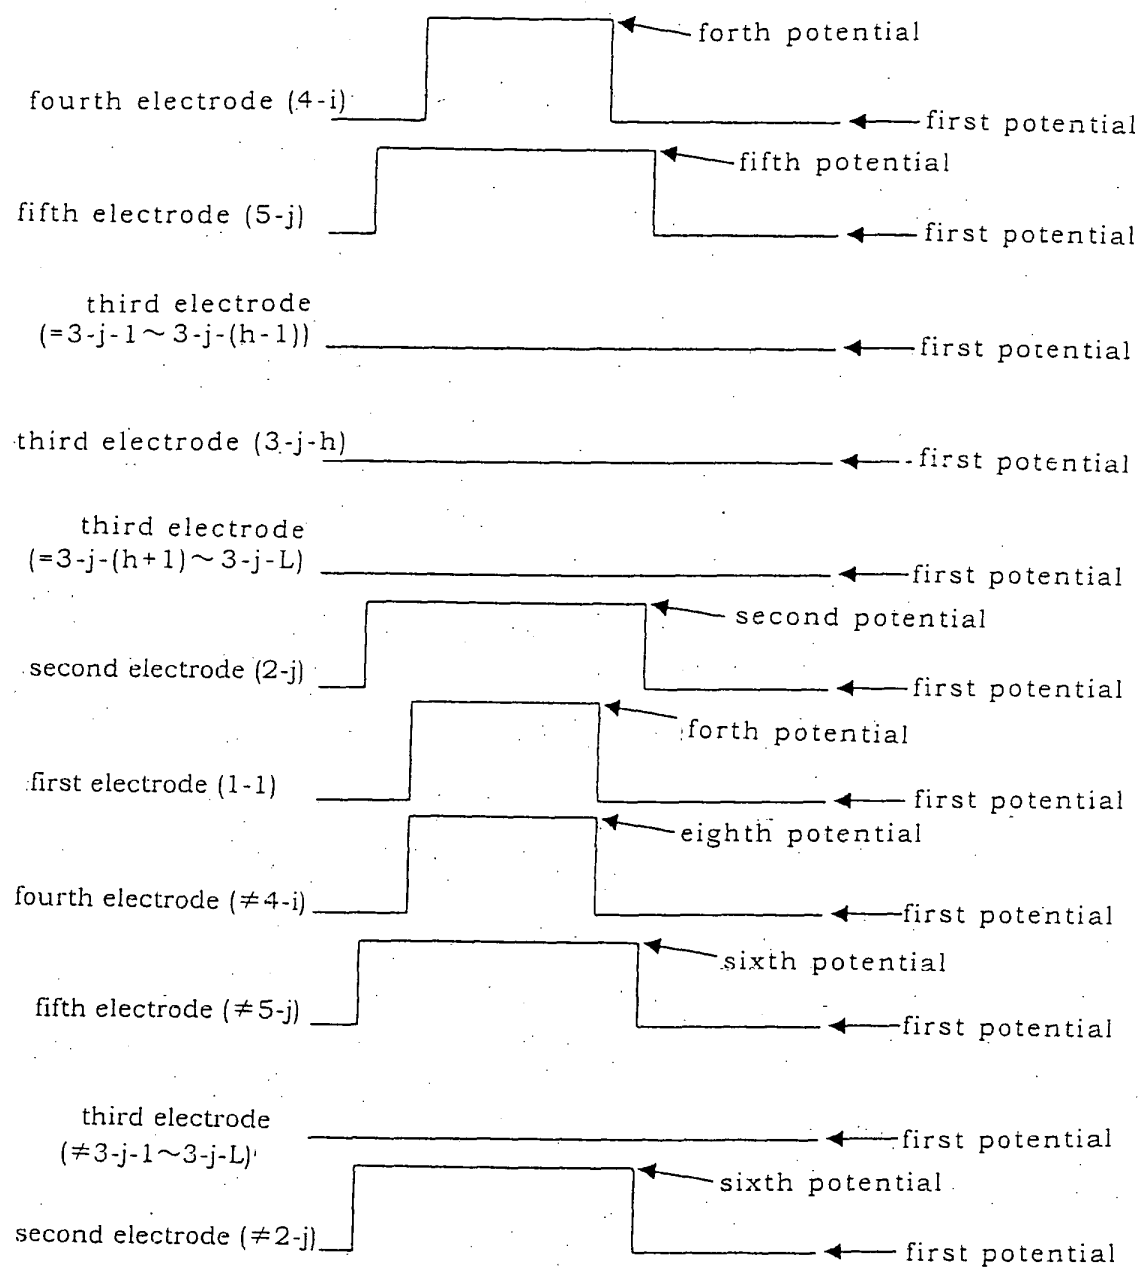 forth potential
fourth electrode (4-i)
first potential
fifth potential
fifth electrode (5-j)
first potential
third electrode
(=3-j-1~3-j-(h-1))
first potential
third electrode (3-j-h)
first potential
third electrode
(=3-j-(h+1)~3-j-L)
first potential
second potential
second electrode (2-j)
first potential
forth potential
first electrode (1-1)
first potential
eighth potential
fourth electrode (≠4-i)
first potential
sixth potential
fifth electrode (≠5-j)
first potential
third electrode
(≠3-j-1~3-j-L)
first potential
sixth potential
second electrode (≠2-j)
first potential